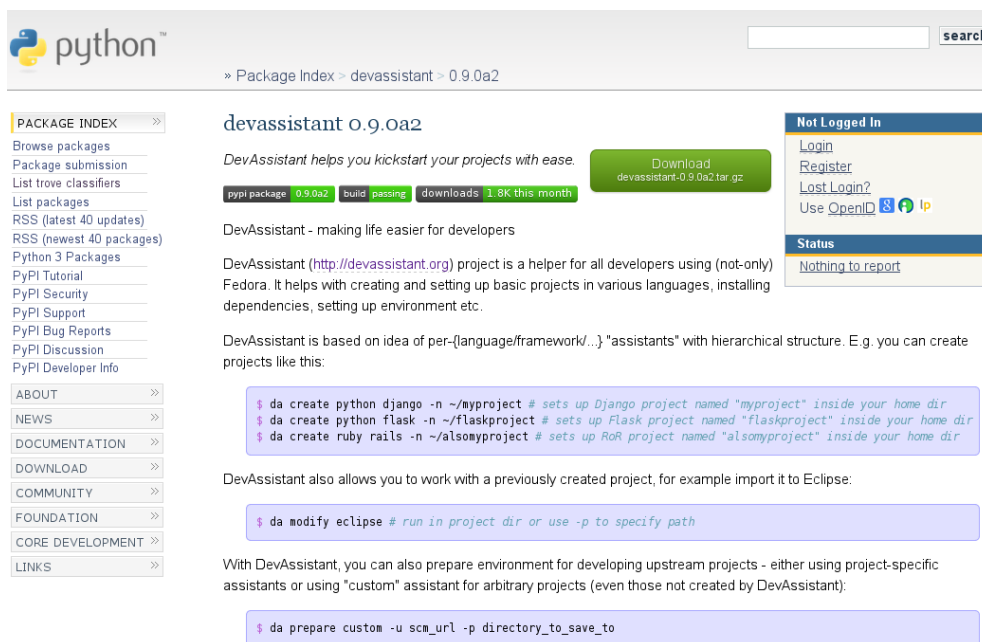 python™
search
» Package Index > devassistant > 0.9.0a2
PACKAGE INDEX »
Browse packages
Package submission
List trove classifiers
List packages
RSS (latest 40 updates)
RSS (newest 40 packages)
Python 3 Packages
PyPI Tutorial
PyPI Security
PyPI Support
PyPI Bug Reports
PyPI Discussion
PyPI Developer Info
ABOUT »
NEWS »
DOCUMENTATION »
DOWNLOAD »
COMMUNITY »
FOUNDATION »
CORE DEVELOPMENT »
LINKS »
devassistant 0.9.0a2
DevAssistant helps you kickstart your projects with ease.
Download
devassistant-0.9.0a2.tar.gz
pypi package 0.9.0a2 build passing downloads 1.8K this month
DevAssistant - making life easier for developers
DevAssistant (http://devassistant.org) project is a helper for all developers using (not-only)
Fedora. It helps with creating and setting up basic projects in various languages, installing
dependencies, setting up environment etc.
DevAssistant is based on idea of per-{language/framework/...} "assistants" with hierarchical structure. E.g. you can create
projects like this:
$ da create python django -n ~/myproject # sets up Django project named "myproject" inside your home dir
$ da create python flask -n ~/flaskproject # sets up Flask project named "flaskproject" inside your home dir
$ da create ruby rails -n ~/alsomyproject # sets up RoR project named "alsomyproject" inside your home dir
DevAssistant also allows you to work with a previously created project, for example import it to Eclipse:
$ da modify eclipse # run in project dir or use -p to specify path
With DevAssistant, you can also prepare environment for developing upstream projects - either using project-specific
assistants or using "custom" assistant for arbitrary projects (even those not created by DevAssistant):
$ da prepare custom -u scm_url -p directory_to_save_to
Not Logged In
Login
Register
Lost Login?
Use OpenID 8 lp
Status
Nothing to report